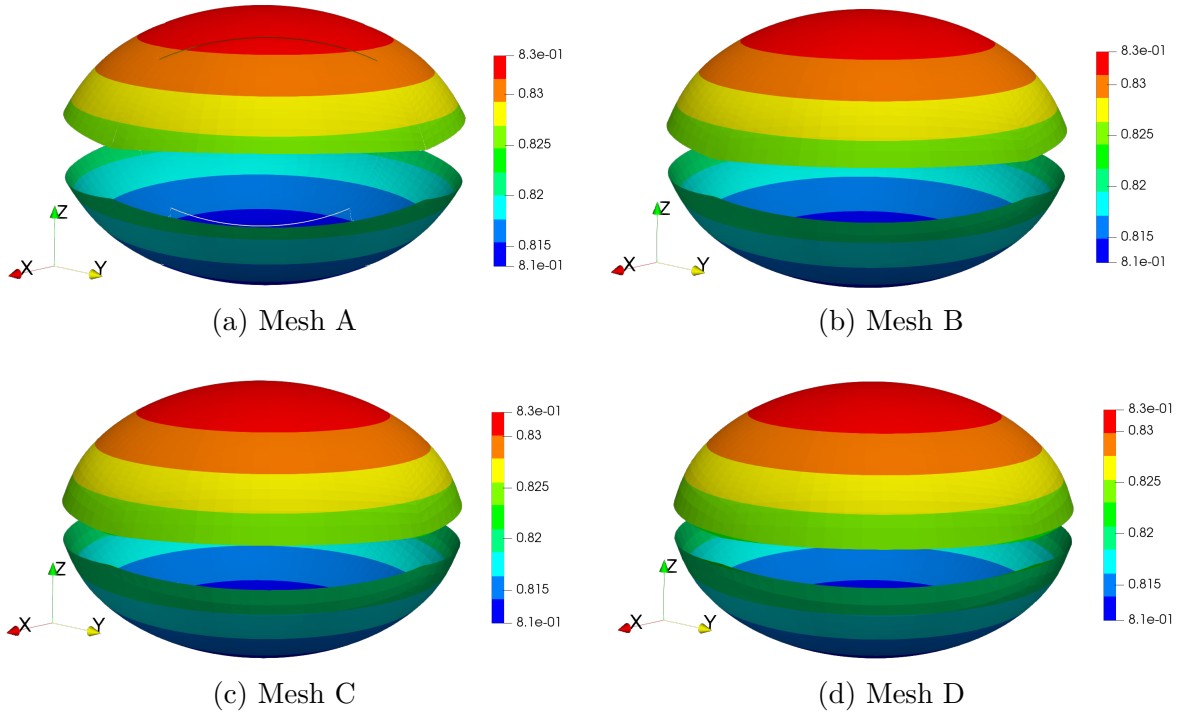 8.3e-01
0.83
0.825
0.82
0.815
8.1e-01
Z
X
Y
(a) Mesh A
8.3e-01
0.83
0.825
0.82
0.815
8.1e-01
Z
X
Y
(b) Mesh B
8.3e-01
0.83
0.825
0.82
0.815
8.1e-01
Z
X
Y
(c) Mesh C
8.3e-01
0.83
0.825
0.82
0.815
8.1e-01
Z
X
Y
(d) Mesh D